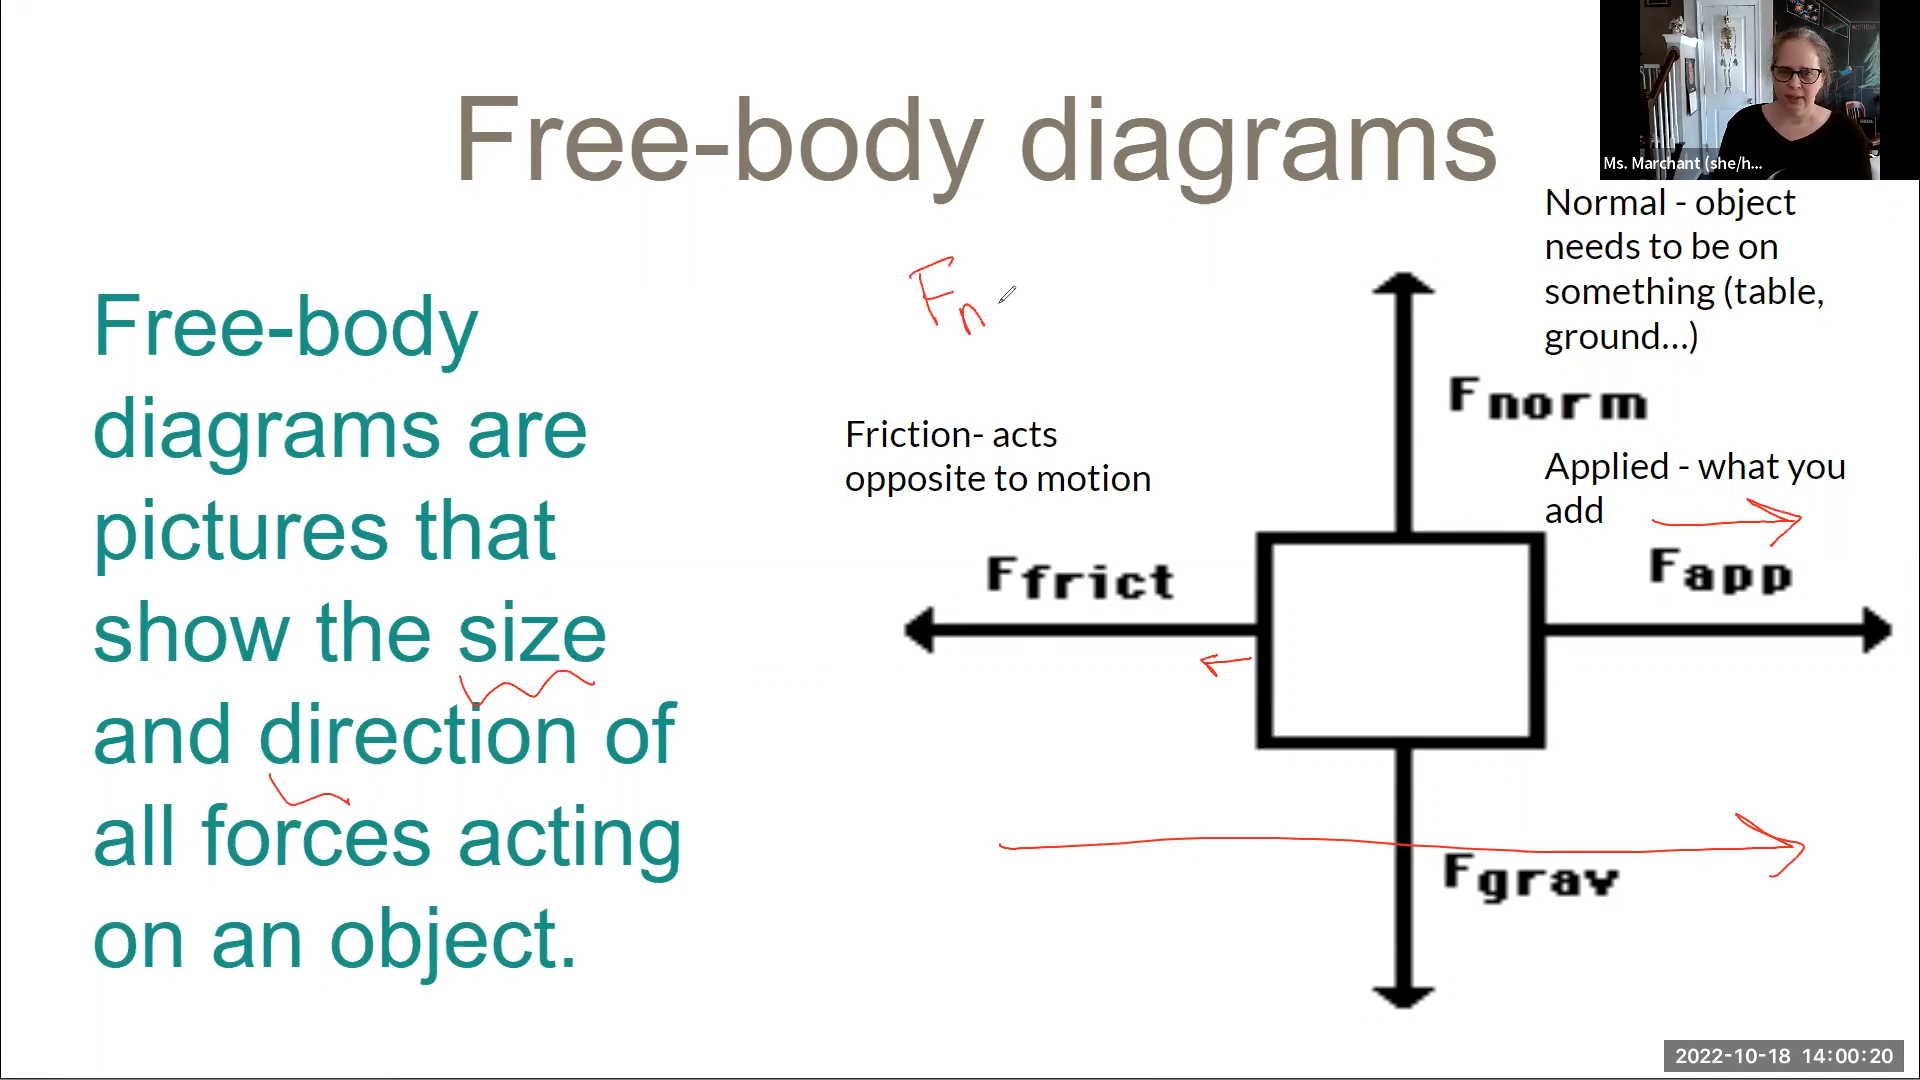 Free-body diagrams
Ms. Marchant (she/h...
Free-body
diagrams are
pictures that
show the size
and direction of
all forces acting
on an object.
Fn
Normal - object
needs to be on
something (table,
ground...)
Fnorm
Friction- acts
opposite to motion
Applied - what you
add
Ffrict
Fapp
Fgrav
2022-10-18 14:00:20